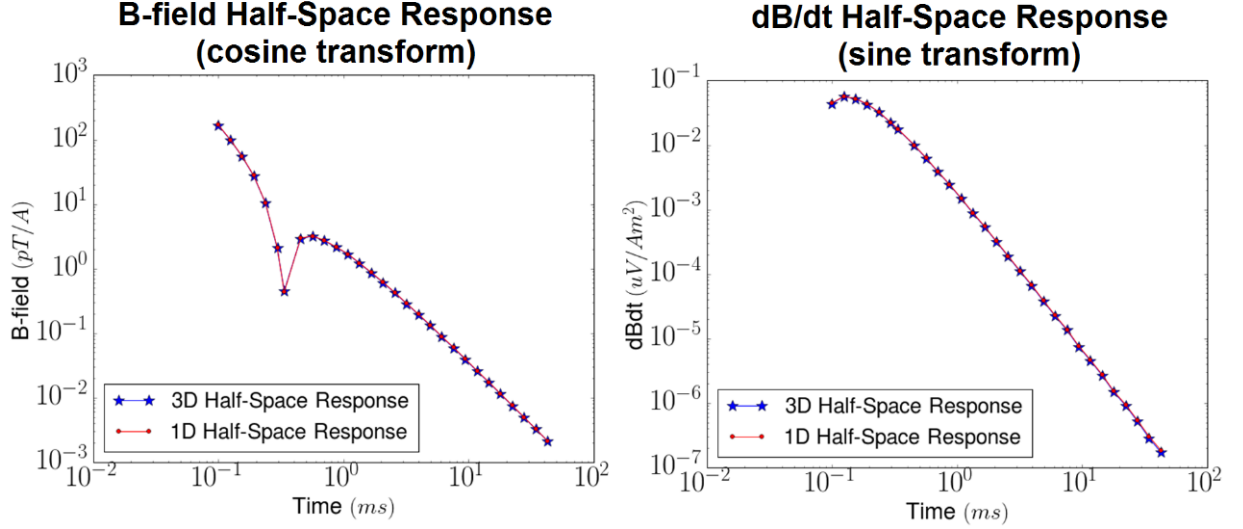 B-field Half-Space Response
(cosine transform)
10^3
10^2
10^1
10^0
10^-1
10^-2
10^-3
B-field (pT/A)
3D Half-Space Response
1D Half-Space Response
10^-2
10^-1
10^0
10^1
10^2
Time (ms)
dB/dt Half-Space Response
(sine transform)
10^-1
10^-2
10^-3
10^-4
10^-5
10^-6
10^-7
dBdt (uV/Am^2)
3D Half-Space Response
1D Half-Space Response
10^-2
10^-1
10^0
10^1
10^2
Time (ms)